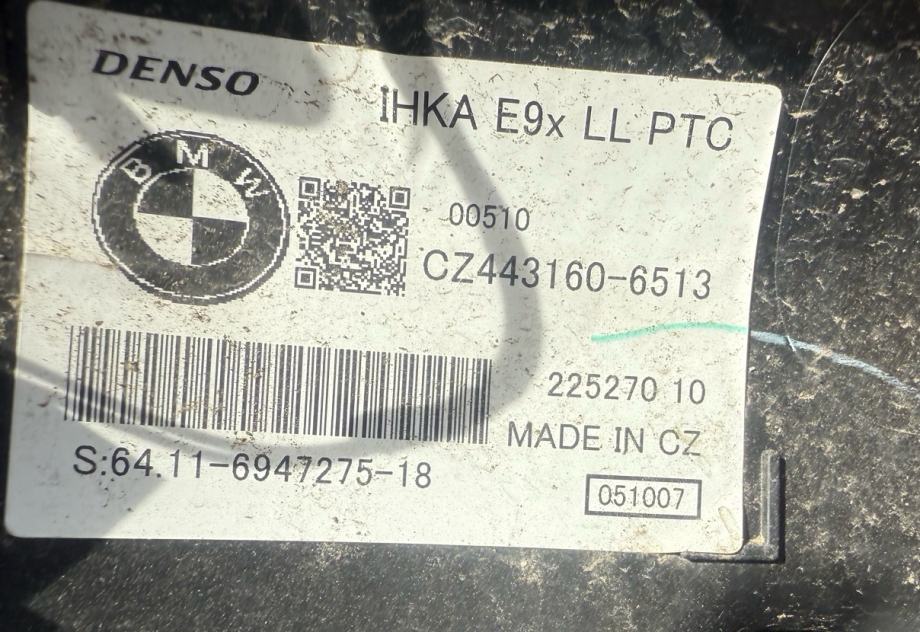 DENSO
IHKA E9x LL PTC
BMW
00510
CZ443160-6513
225270 10
MADE IN CZ
S:64.11-6947275-18
051007